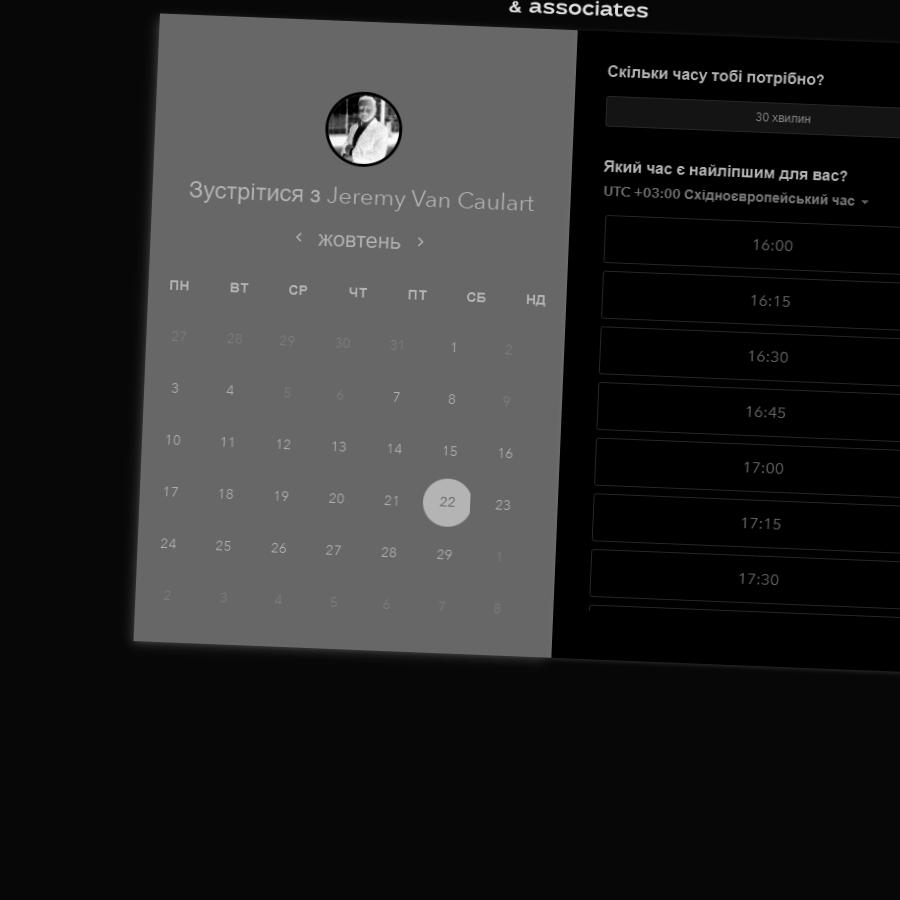 & associates
Зустрітися з Jeremy Van Caulart
жовтень
ПН ВТ СР ЧТ ПТ СБ НД
27 28 29 30 31 1 2
3 4 5 6 7 8 9
10 11 12 13 14 15 16
17 18 19 20 21 22 23
24 25 26 27 28 29 1
2 3 4 5 6 7 8
Скільки часу тобі потрібно?
30 хвилин
Який час є найліпшим для вас?
UTC +03:00 Східноєвропейський час
16:00
16:15
16:30
16:45
17:00
17:15
17:30